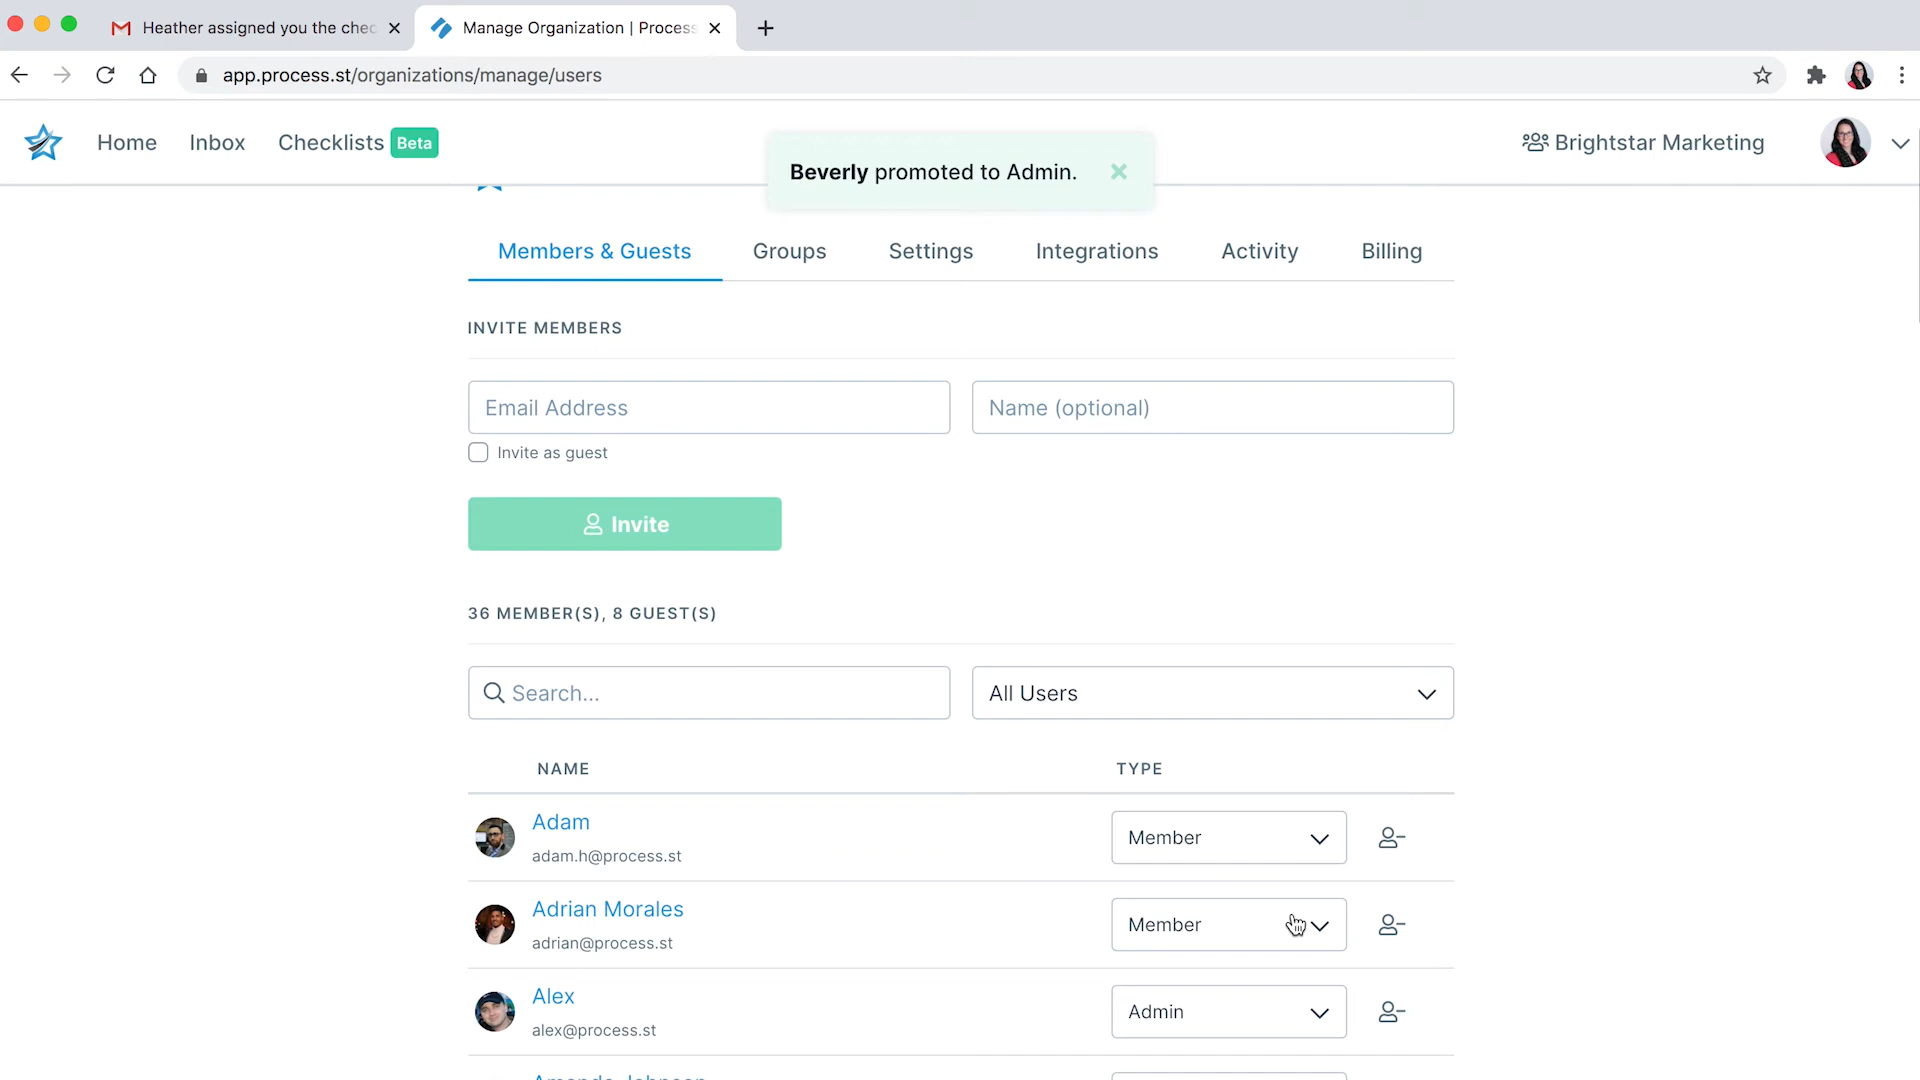 Heather assigned you the chec
Manage Organization | Process
app.process.st/organizations/manage/users
Home
Inbox
Checklists
Beta
Beverly promoted to Admin.
Brightstar Marketing
Members & Guests
Groups
Settings
Integrations
Activity
Billing
INVITE MEMBERS
Email Address
Name (optional)
Invite as guest
Invite
36 MEMBER(S), 8 GUEST(S)
Search...
All Users
NAME
TYPE
Adam
adam.h@process.st
Member
Adrian Morales
adrian@process.st
Member
Alex
alex@process.st
Admin